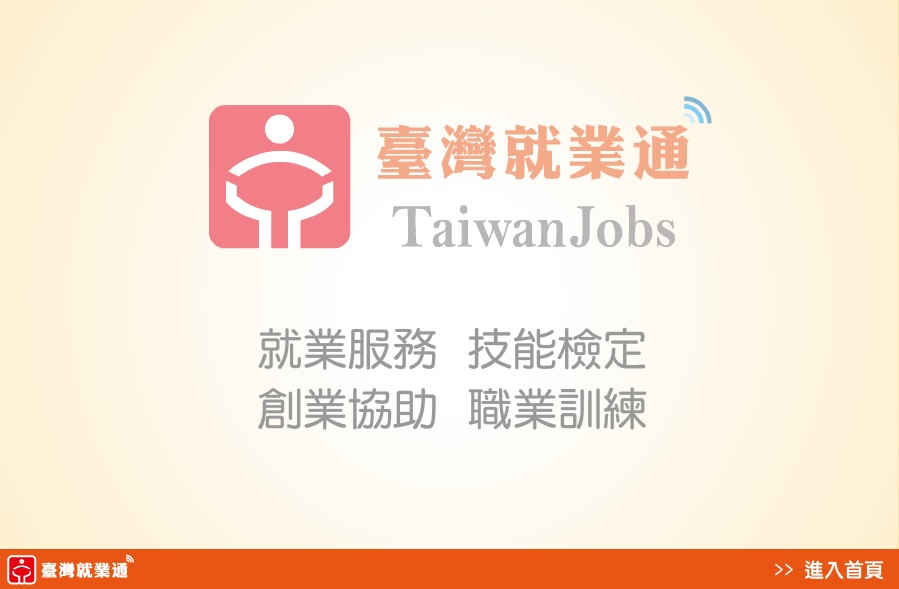 臺灣就業通
TaiwanJobs
就業服務 技能檢定
創業協助 職業訓練
臺灣就業通
>> 進入首頁